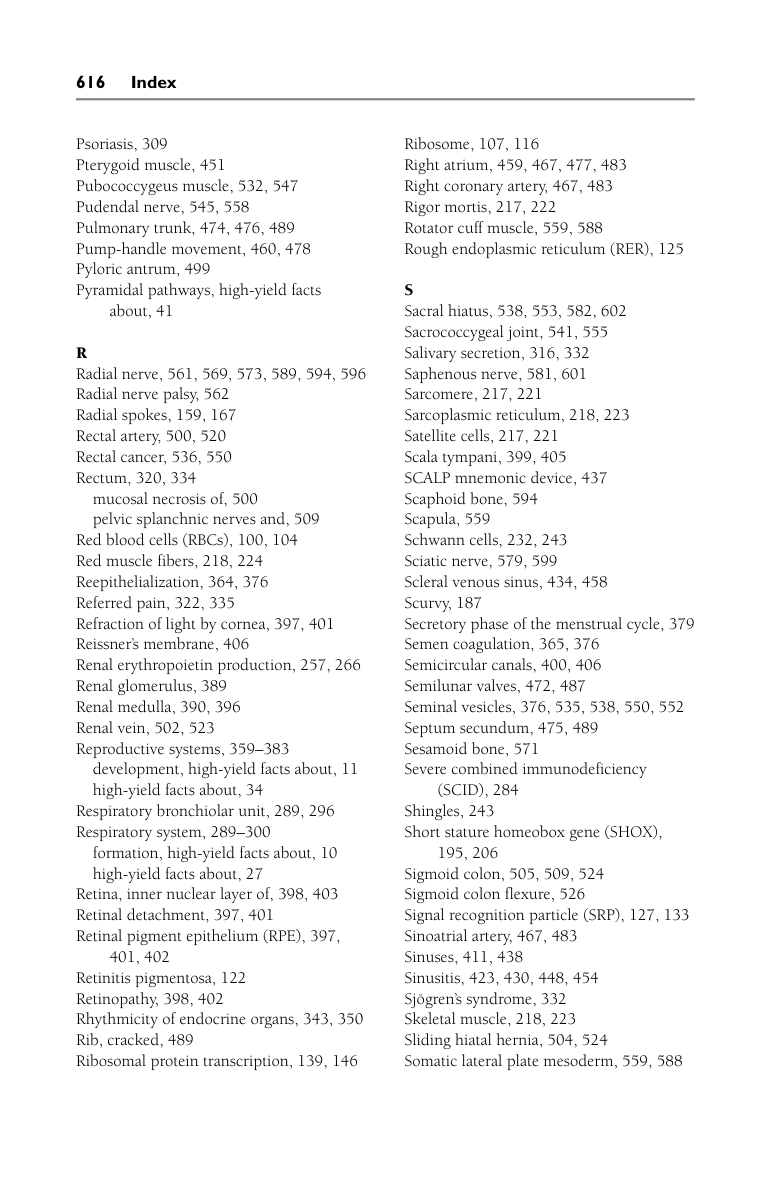 616 Index
Psoriasis, 309
Pterygoid muscle, 451
Pubococcygeus muscle, 532, 547
Pudendal nerve, 545, 558
Pulmonary trunk, 474, 476, 489
Pump-handle movement, 460, 478
Pyloric antrum, 499
Pyramidal pathways, high-yield facts
about, 41
R
Radial nerve, 561, 569, 573, 589, 594, 596
Radial nerve palsy, 562
Radial spokes, 159, 167
Rectal artery, 500, 520
Rectal cancer, 536, 550
Rectum, 320, 334
mucosal necrosis of, 500
pelvic splanchnic nerves and, 509
Red blood cells (RBCs), 100, 104
Red muscle fibers, 218, 224
Reepithelialization, 364, 376
Referred pain, 322, 335
Refraction of light by cornea, 397, 401
Reissner's membrane, 406
Renal erythropoietin production, 257, 266
Renal glomerulus, 389
Renal medulla, 390, 396
Renal vein, 502, 523
Reproductive systems, 359–383
development, high-yield facts about, 11
high-yield facts about, 34
Respiratory bronchiolar unit, 289, 296
Respiratory system, 289–300
formation, high-yield facts about, 10
high-yield facts about, 27
Retina, inner nuclear layer of, 398, 403
Retinal detachment, 397, 401
Retinal pigment epithelium (RPE), 397,
401, 402
Retinitis pigmentosa, 122
Retinopathy, 398, 402
Rhythmicity of endocrine organs, 343, 350
Rib, cracked, 489
Ribosomal protein transcription, 139, 146
Ribosome, 107, 116
Right atrium, 459, 467, 477, 483
Right coronary artery, 467, 483
Rigor mortis, 217, 222
Rotator cuff muscle, 559, 588
Rough endoplasmic reticulum (RER), 125
S
Sacral hiatus, 538, 553, 582, 602
Sacrococcygeal joint, 541, 555
Salivary secretion, 316, 332
Saphenous nerve, 581, 601
Sarcomere, 217, 221
Sarcoplasmic reticulum, 218, 223
Satellite cells, 217, 221
Scala tympani, 399, 405
SCALP mnemonic device, 437
Scaphoid bone, 594
Scapula, 559
Schwann cells, 232, 243
Sciatic nerve, 579, 599
Scleral venous sinus, 434, 458
Scurvy, 187
Secretory phase of the menstrual cycle, 379
Semen coagulation, 365, 376
Semicircular canals, 400, 406
Semilunar valves, 472, 487
Seminal vesicles, 376, 535, 538, 550, 552
Septum secundum, 475, 489
Sesamoid bone, 571
Severe combined immunodeficiency
(SCID), 284
Shingles, 243
Short stature homeobox gene (SHOX),
195, 206
Sigmoid colon, 505, 509, 524
Sigmoid colon flexure, 526
Signal recognition particle (SRP), 127, 133
Sinoatrial artery, 467, 483
Sinuses, 411, 438
Sinusitis, 423, 430, 448, 454
Sjögren's syndrome, 332
Skeletal muscle, 218, 223
Sliding hiatal hernia, 504, 524
Somatic lateral plate mesoderm, 559, 588